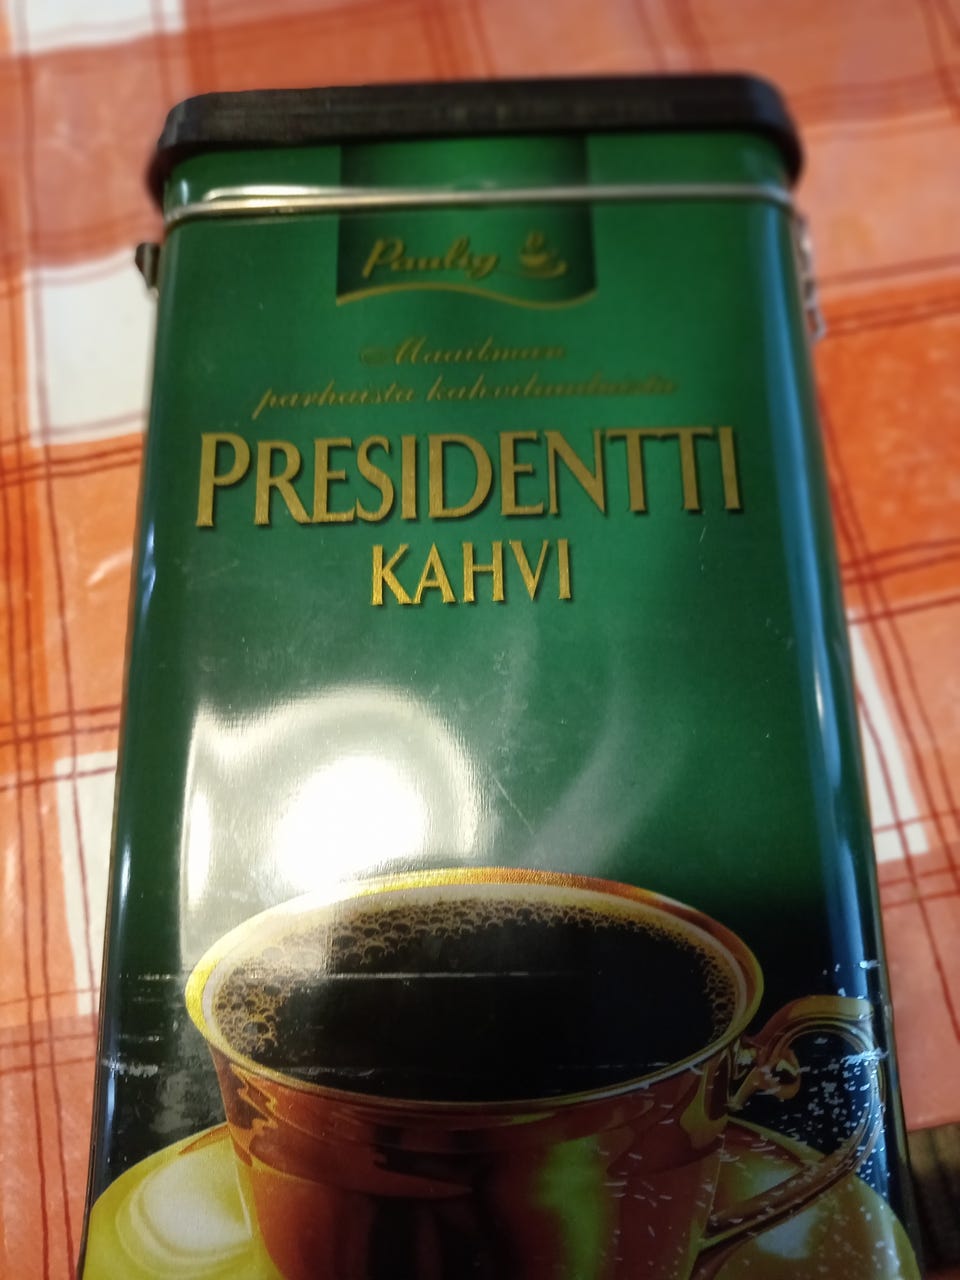 Paulig
Maailman
parhaista kahvilaaduista
PRESIDENTTI
KAHVI